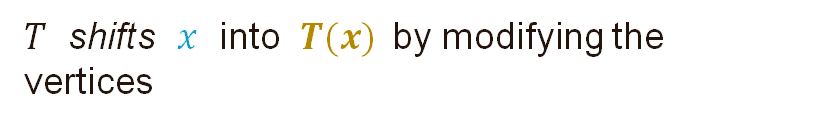 T shifts x into T(x) by modifying the
vertices